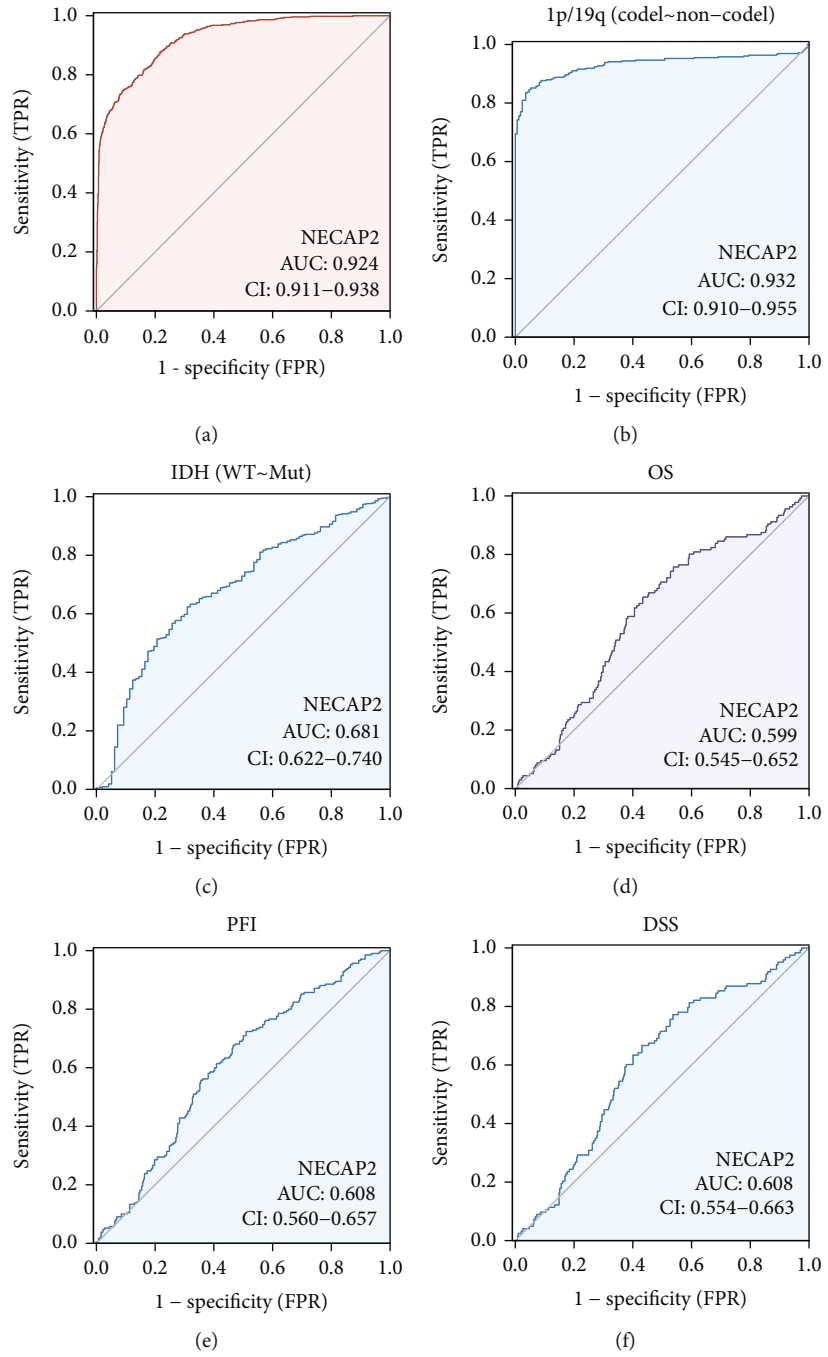 1.0
0.8
0.6
0.4
0.2
0.0
Sensitivity (TPR)
NECAP2
AUC: 0.924
CI: 0.911–0.938
0.0 0.2 0.4 0.6 0.8 1.0
1 - specificity (FPR)
(a)
1p/19q (codel~non–codel)
1.0
0.8
0.6
0.4
0.2
0.0
Sensitivity (TPR)
NECAP2
AUC: 0.932
CI: 0.910–0.955
0.0 0.2 0.4 0.6 0.8 1.0
1 – specificity (FPR)
(b)
IDH (WT~Mut)
1.0
0.8
0.6
0.4
0.2
0.0
Sensitivity (TPR)
NECAP2
AUC: 0.681
CI: 0.622–0.740
0.0 0.2 0.4 0.6 0.8 1.0
1 – specificity (FPR)
(c)
OS
1.0
0.8
0.6
0.4
0.2
0.0
Sensitivity (TPR)
NECAP2
AUC: 0.599
CI: 0.545–0.652
0.0 0.2 0.4 0.6 0.8 1.0
1 – specificity (FPR)
(d)
PFI
1.0
0.8
0.6
0.4
0.2
0.0
Sensitivity (TPR)
NECAP2
AUC: 0.608
CI: 0.560–0.657
0.0 0.2 0.4 0.6 0.8 1.0
1 – specificity (FPR)
(e)
DSS
1.0
0.8
0.6
0.4
0.2
0.0
Sensitivity (TPR)
NECAP2
AUC: 0.608
CI: 0.554–0.663
0.0 0.2 0.4 0.6 0.8 1.0
1 – specificity (FPR)
(f)